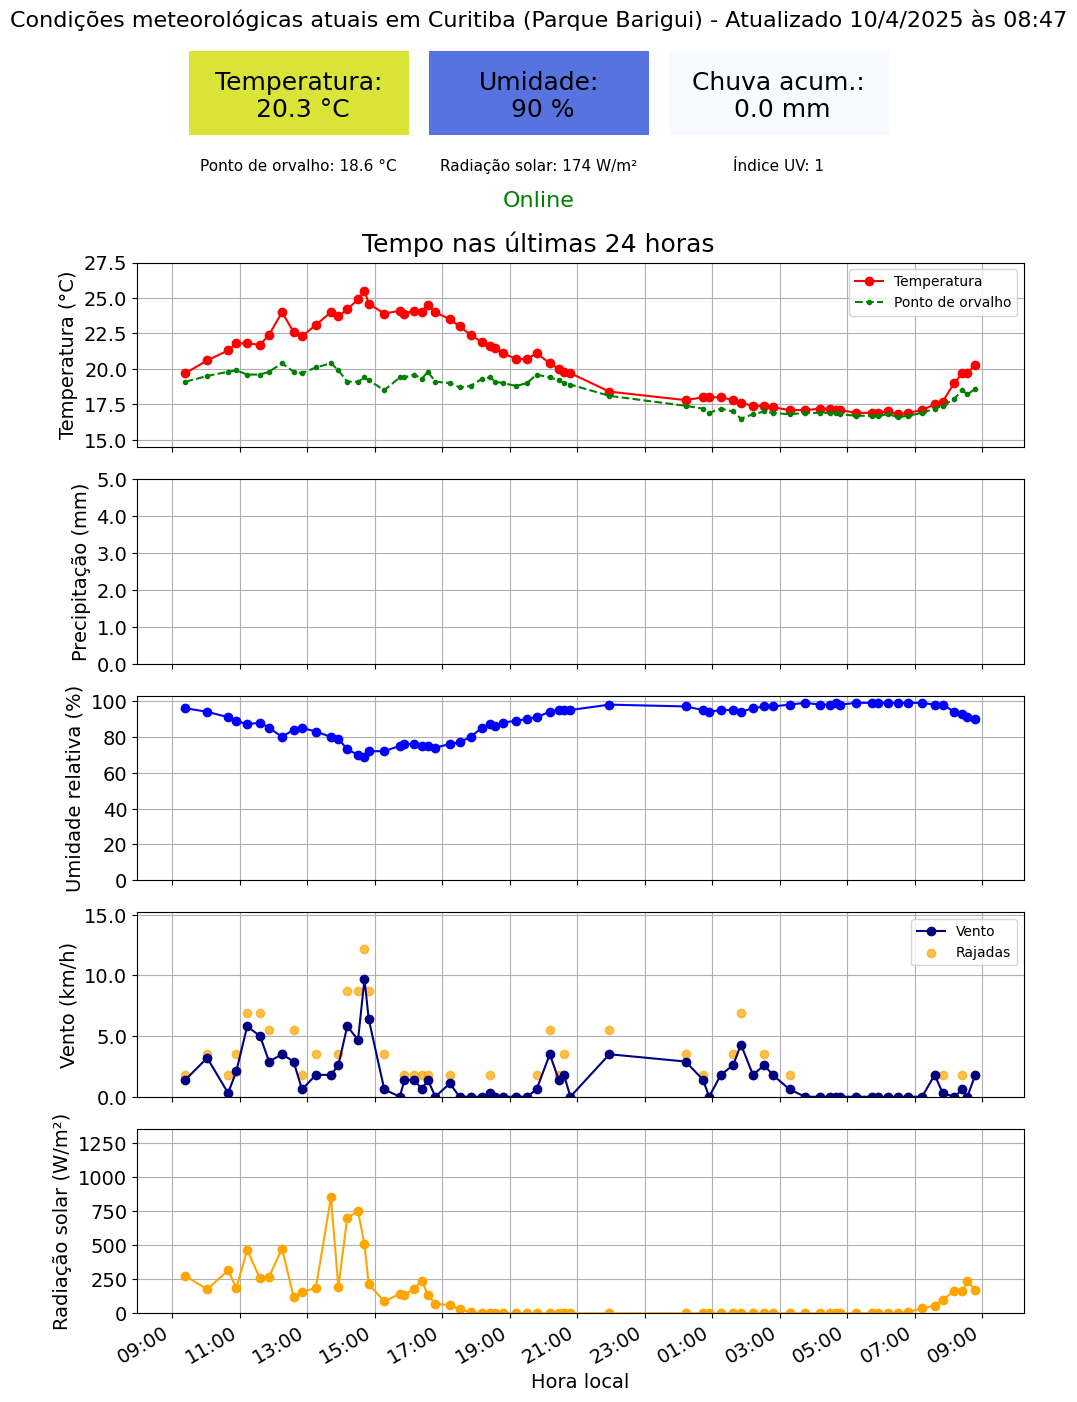 Condições meteorológicas atuais em Curitiba (Parque Barigui) - Atualizado 10/4/2025 às 08:47
Temperatura:
20.3 °C
Umidade:
90 %
Chuva acum.:
0.0 mm
Ponto de orvalho: 18.6 °C
Radiação solar: 174 W/m²
Índice UV: 1
Online
Tempo nas últimas 24 horas
Temperatura (°C)
27.5
25.0
22.5
20.0
17.5
15.0
Temperatura
Ponto de orvalho
Precipitação (mm)
5.0
4.0
3.0
2.0
1.0
0.0
Umidade relativa (%)
100
80
60
40
20
0
Vento (km/h)
15.0
10.0
5.0
0.0
Vento
Rajadas
Radiação solar (W/m²)
1250
1000
750
500
250
0
09:00
11:00
13:00
15:00
17:00
19:00
21:00
23:00
01:00
03:00
05:00
07:00
09:00
Hora local